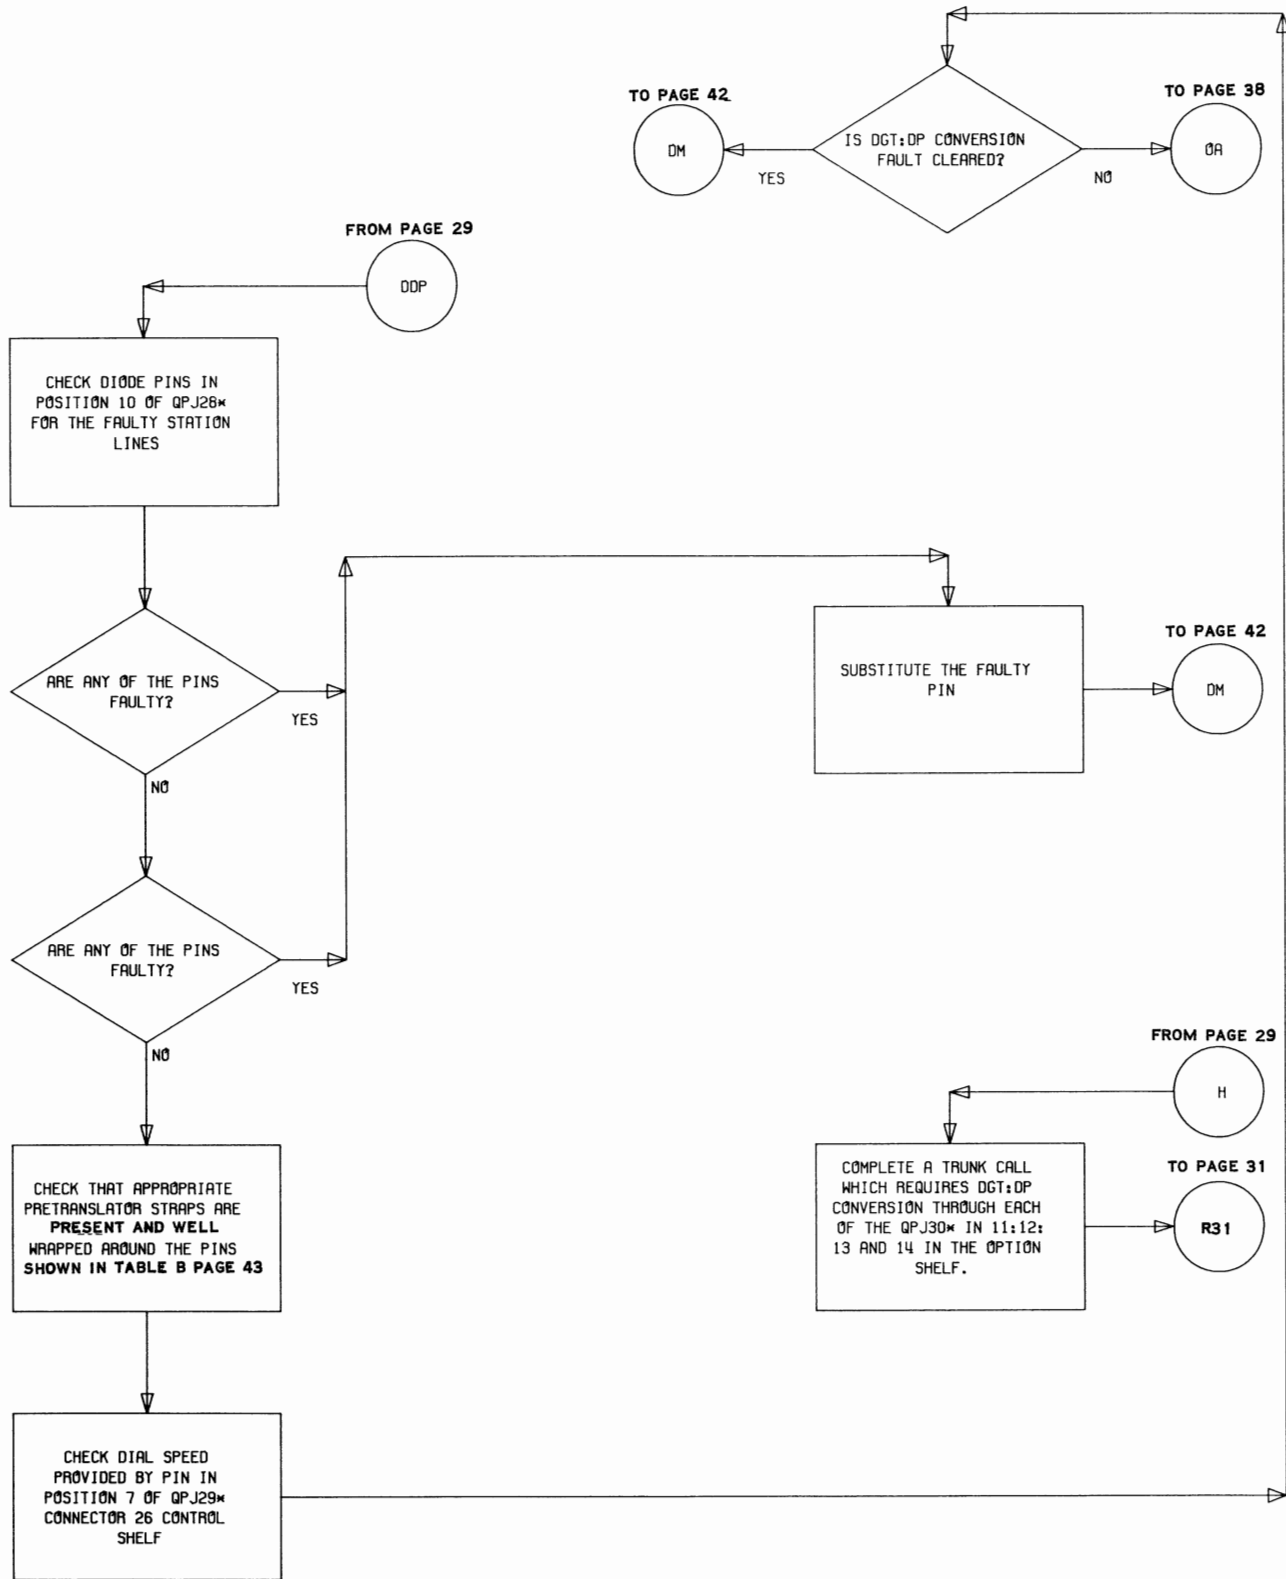 TO PAGE 42
DM
YES
IS DGT:DP CONVERSION
FAULT CLEARED?
NO
TO PAGE 38
OA
FROM PAGE 29
DDP
CHECK DIODE PINS IN
POSITION 10 OF QPJ28*
FOR THE FAULTY STATION
LINES
ARE ANY OF THE PINS
FAULTY?
YES
NO
SUBSTITUTE THE FAULTY
PIN
TO PAGE 42
DM
ARE ANY OF THE PINS
FAULTY?
YES
NO
CHECK THAT APPROPRIATE
PRETRANSLATOR STRAPS ARE
PRESENT AND WELL
WRAPPED AROUND THE PINS
SHOWN IN TABLE B PAGE 43
FROM PAGE 29
H
COMPLETE A TRUNK CALL
WHICH REQUIRES DGT:DP
CONVERSION THROUGH EACH
OF THE QPJ30* IN 11:12:
13 AND 14 IN THE OPTION
SHELF.
TO PAGE 31
R31
CHECK DIAL SPEED
PROVIDED BY PIN IN
POSITION 7 OF QPJ29*
CONNECTOR 26 CONTROL
SHELF